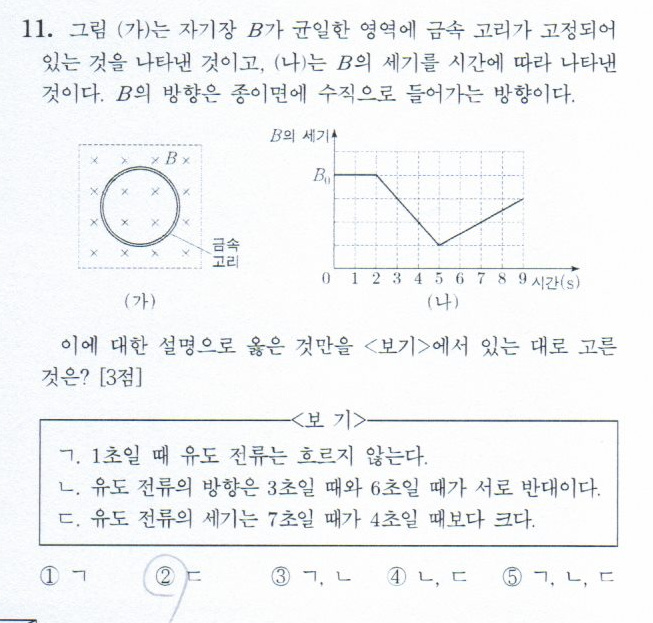 11. 그림 (가)는 자기장 B가 균일한 영역에 금속 고리가 고정되어
있는 것을 나타낸 것이고, (나)는 B의 세기를 시간에 따라 나타낸
것이다. B의 방향은 종이면에 수직으로 들어가는 방향이다.
B
금속
고리
(가)
B의 세기
B₀
0 1 2 3 4 5 6 7 8 9 시간(s)
(나)
이에 대한 설명으로 옳은 것만을 <보기>에서 있는 대로 고른
것은? [3점]
<보 기>
ㄱ. 1초일 때 유도 전류는 흐르지 않는다.
ㄴ. 유도 전류의 방향은 3초일 때와 6초일 때가 서로 반대이다.
ㄷ. 유도 전류의 세기는 7초일 때가 4초일 때보다 크다.
① ㄱ ② ㄷ ③ ㄱ, ㄴ ④ ㄴ, ㄷ ⑤ ㄱ, ㄴ, ㄷ